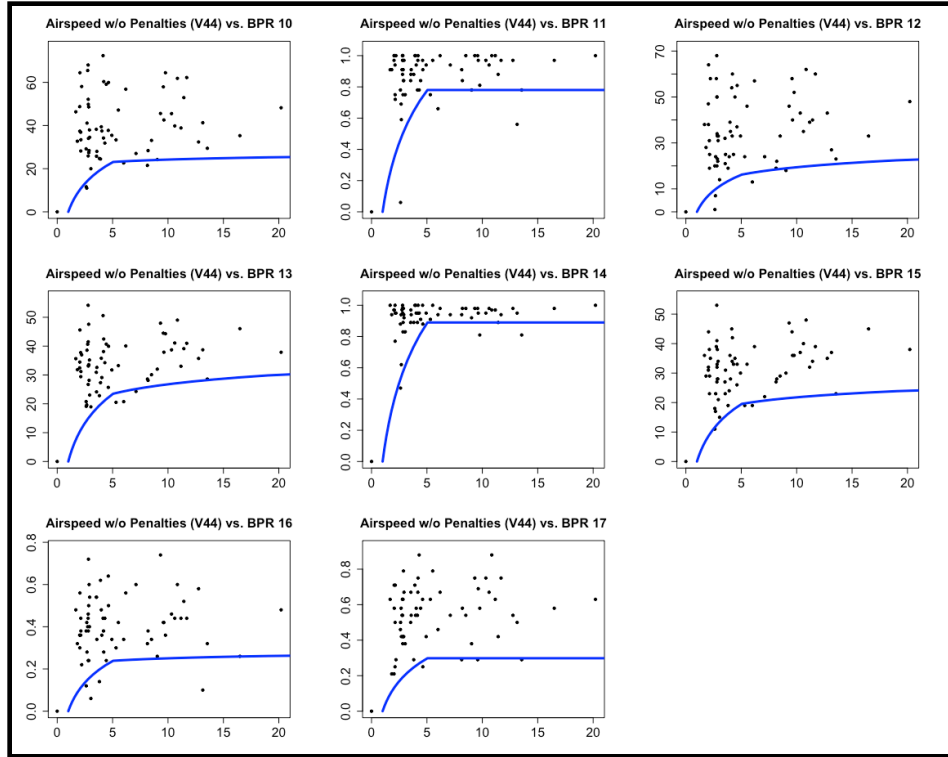 Airspeed w/o Penalties (V44) vs. BPR 10
Airspeed w/o Penalties (V44) vs. BPR 11
Airspeed w/o Penalties (V44) vs. BPR 12
0 20 40 60
0 5 10 15 20
0.0 0.2 0.4 0.6 0.8 1.0
0 5 10 15 20
0 10 30 50 70
0 5 10 15 20
Airspeed w/o Penalties (V44) vs. BPR 13
Airspeed w/o Penalties (V44) vs. BPR 14
Airspeed w/o Penalties (V44) vs. BPR 15
0 10 20 30 40 50
0 5 10 15 20
0.0 0.2 0.4 0.6 0.8 1.0
0 5 10 15 20
0 10 20 30 40 50
0 5 10 15 20
Airspeed w/o Penalties (V44) vs. BPR 16
Airspeed w/o Penalties (V44) vs. BPR 17
0.0 0.2 0.4 0.6 0.8
0 5 10 15 20
0.0 0.2 0.4 0.6 0.8
0 5 10 15 20